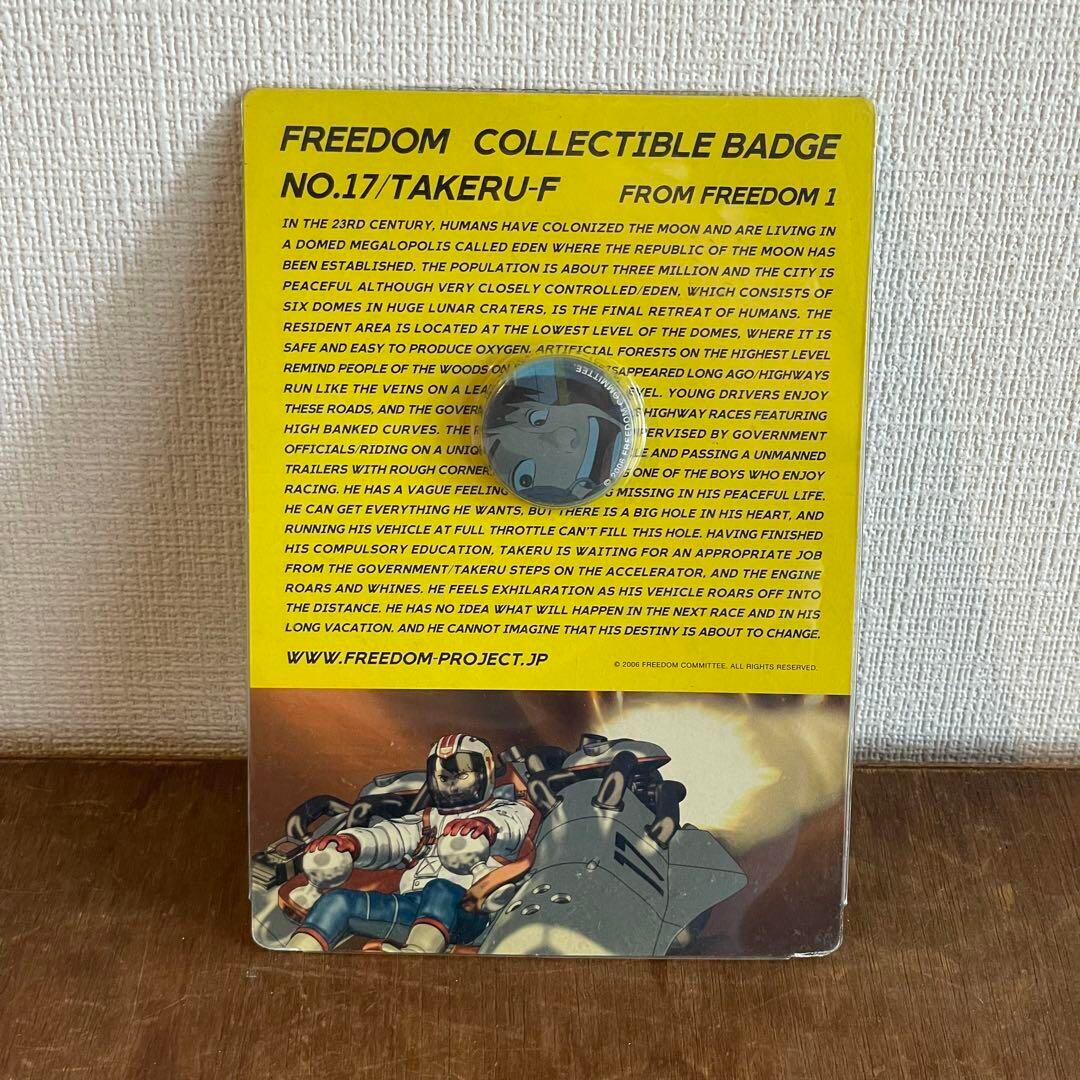 FREEDOM COLLECTIBLE BADGE
NO.17/TAKERU-F FROM FREEDOM 1
IN THE 23RD CENTURY, HUMANS HAVE COLONIZED THE MOON AND ARE LIVING IN
A DOMED MEGALOPOLIS CALLED EDEN WHERE THE REPUBLIC OF THE MOON HAS
BEEN ESTABLISHED. THE POPULATION IS ABOUT THREE MILLION AND THE CITY IS
PEACEFUL ALTHOUGH VERY CLOSELY CONTROLLED/EDEN, WHICH CONSISTS OF
SIX DOMES IN HUGE LUNAR CRATERS, IS THE FINAL RETREAT OF HUMANS. THE
RESIDENT AREA IS LOCATED AT THE LOWEST LEVEL OF THE DOMES, WHERE IT IS
SAFE AND EASY TO PRODUCE OXYGEN. ARTIFICIAL FORESTS ON THE HIGHEST LEVEL
REMIND PEOPLE OF THE WOODS ON DISAPPEARED LONG AGO/HIGHWAYS
RUN LIKE THE VEINS ON A YOUNG DRIVERS ENJOY
THESE ROADS, AND THE HIGHWAY RACES FEATURING
HIGH BANKED CURVES. THE BY GOVERNMENT
OFFICIALS/RIDING ON A AND PASSING A UNMANNED
TRAILERS WITH ROUGH ONE OF THE BOYS WHO ENJOY
RACING. HE HAS A VAGUE FEELING MISSING IN HIS PEACEFUL LIFE.
HE CAN GET EVERYTHING HE WANTS, BUT THERE IS A BIG HOLE IN HIS HEART, AND
RUNNING HIS VEHICLE AT FULL THROTTLE CAN'T FILL THIS HOLE. HAVING FINISHED
HIS COMPULSORY EDUCATION, TAKERU IS WAITING FOR AN APPROPRIATE JOB
FROM THE GOVERNMENT/TAKERU STEPS ON THE ACCELERATOR, AND THE ENGINE
ROARS AND WHINES. HE FEELS EXHILARATION AS HIS VEHICLE ROARS OFF INTO
THE DISTANCE. HE HAS NO IDEA WHAT WILL HAPPEN IN THE NEXT RACE AND IN HIS
LONG VACATION. AND HE CANNOT IMAGINE THAT HIS DESTINY IS ABOUT TO CHANGE.
WWW.FREEDOM-PROJECT.JP © 2006 FREEDOM COMMITTEE. ALL RIGHTS RESERVED.
© 2006 FREEDOM COMMITTEE
17